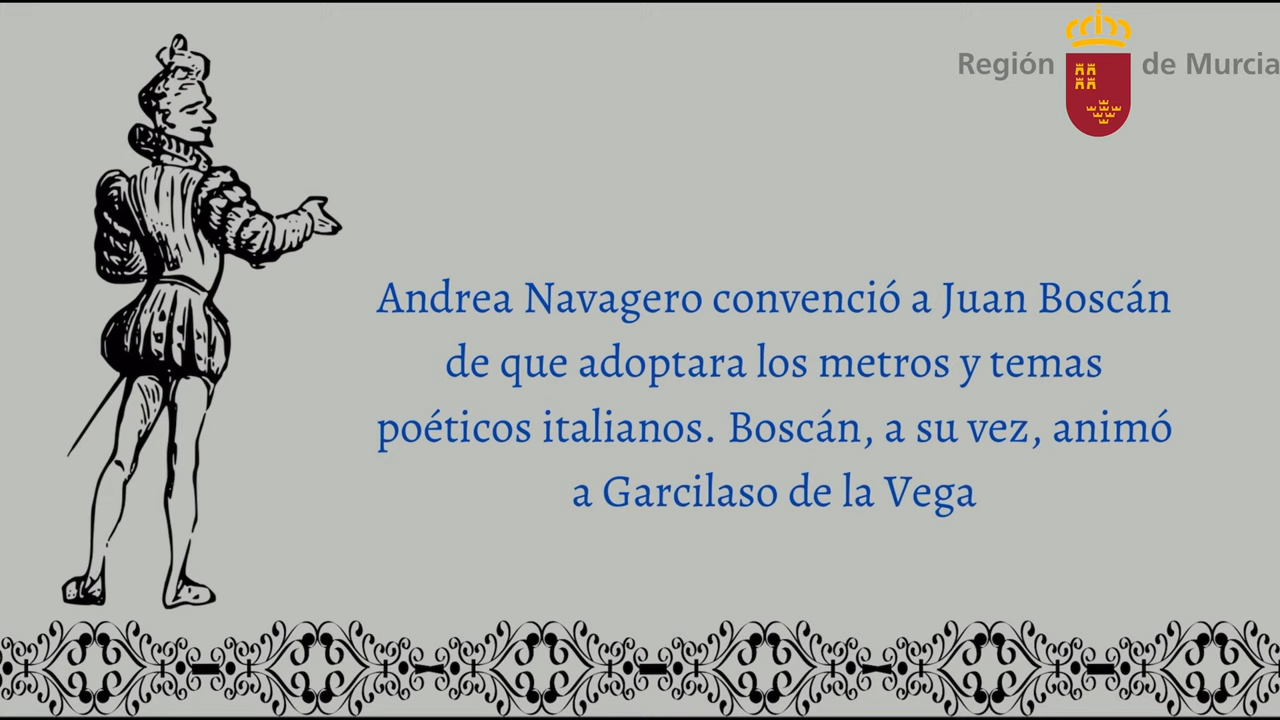 Región de Murcia
Andrea Navagero convenció a Juan Boscán
de que adoptara los metros y temas
poéticos italianos. Boscán, a su vez, animó
a Garcilaso de la Vega